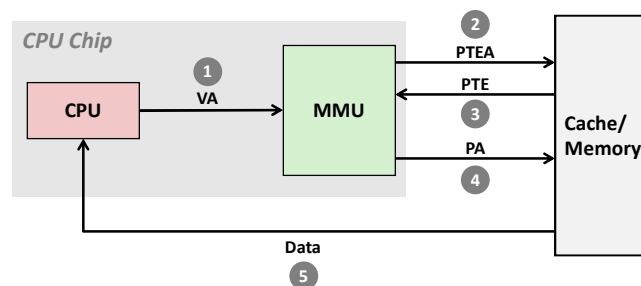 CPU Chip
2
PTEA
1
VA
CPU
MMU
PTE
3
Cache/
Memory
PA
4
Data
5